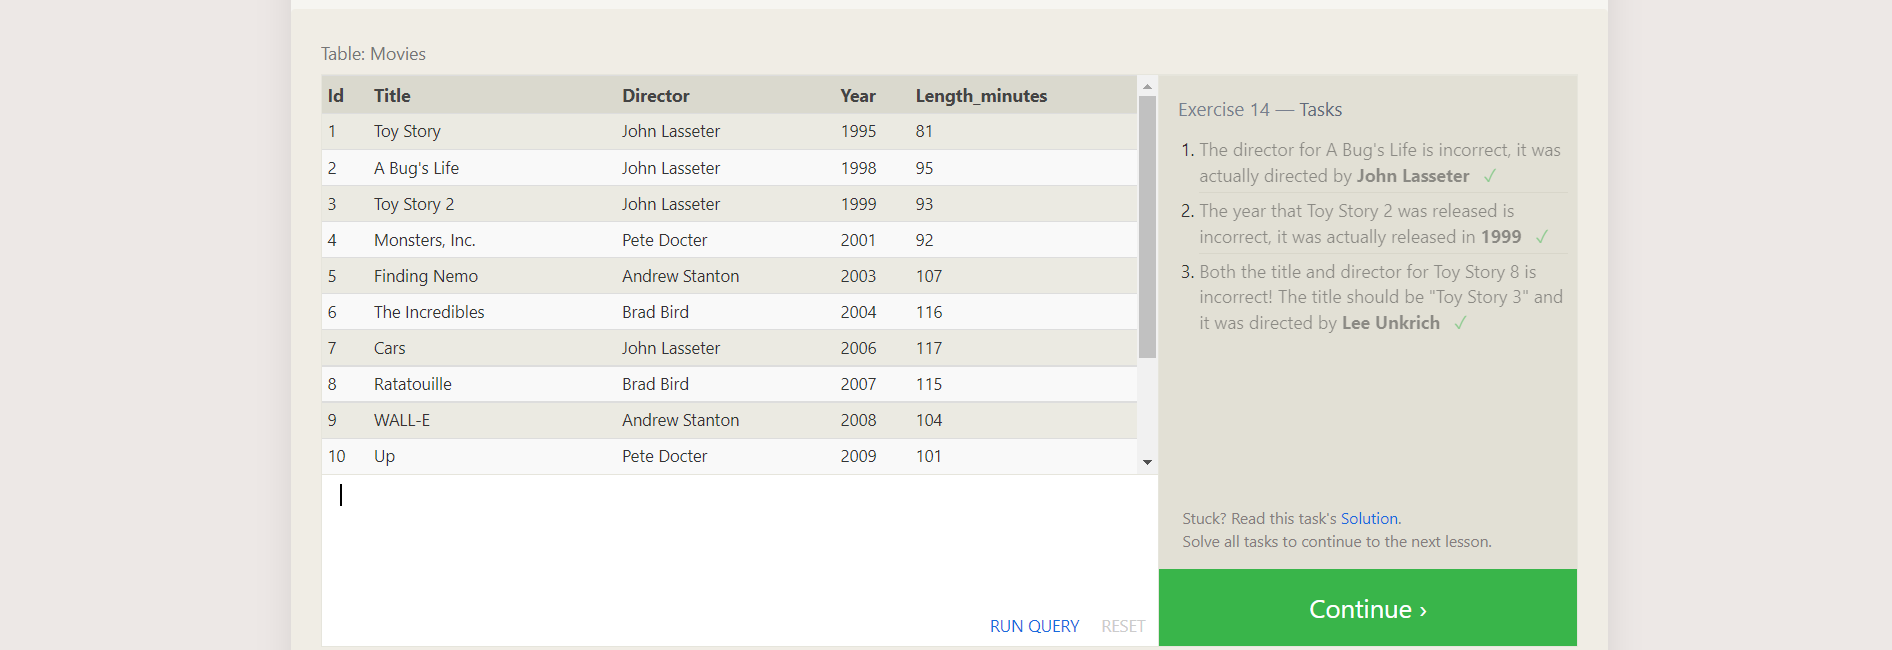 Table: Movies
Id Title Director Year Length_minutes
1 Toy Story John Lasseter 1995 81
2 A Bug's Life John Lasseter 1998 95
3 Toy Story 2 John Lasseter 1999 93
4 Monsters, Inc. Pete Docter 2001 92
5 Finding Nemo Andrew Stanton 2003 107
6 The Incredibles Brad Bird 2004 116
7 Cars John Lasseter 2006 117
8 Ratatouille Brad Bird 2007 115
9 WALL-E Andrew Stanton 2008 104
10 Up Pete Docter 2009 101
RUN QUERY RESET
Exercise 14 — Tasks
1. The director for A Bug's Life is incorrect, it was
actually directed by John Lasseter ✓
2. The year that Toy Story 2 was released is
incorrect, it was actually released in 1999 ✓
3. Both the title and director for Toy Story 8 is
incorrect! The title should be "Toy Story 3" and
it was directed by Lee Unkrich ✓
Stuck? Read this task's Solution.
Solve all tasks to continue to the next lesson.
Continue ›